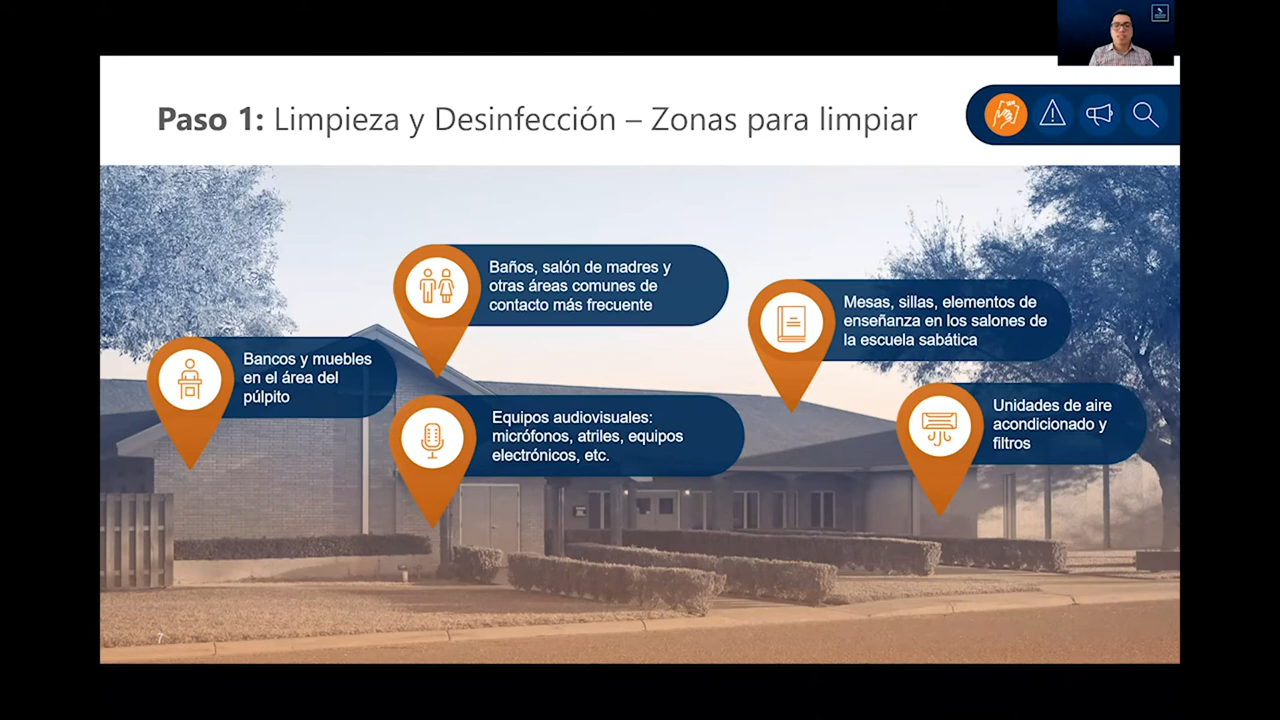 Paso 1: Limpieza y Desinfección – Zonas para limpiar
Baños, salón de madres y
otras áreas comunes de
contacto más frecuente
Mesas, sillas, elementos de
enseñanza en los salones de
la escuela sabática
Bancos y muebles
en el área del
púlpito
Equipos audiovisuales:
micrófonos, atriles, equipos
electrónicos, etc.
Unidades de aire
acondicionado y
filtros
7